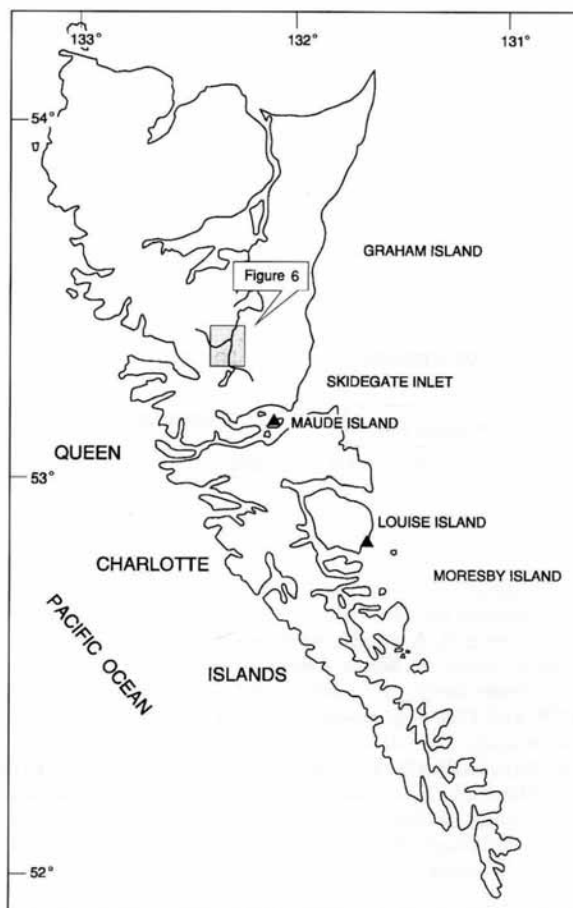 133°
132°
131°
54°
GRAHAM ISLAND
Figure 6
SKIDEGATE INLET
MAUDE ISLAND
QUEEN
53°
LOUISE ISLAND
CHARLOTTE
MORESBY ISLAND
PACIFIC OCEAN
ISLANDS
52°